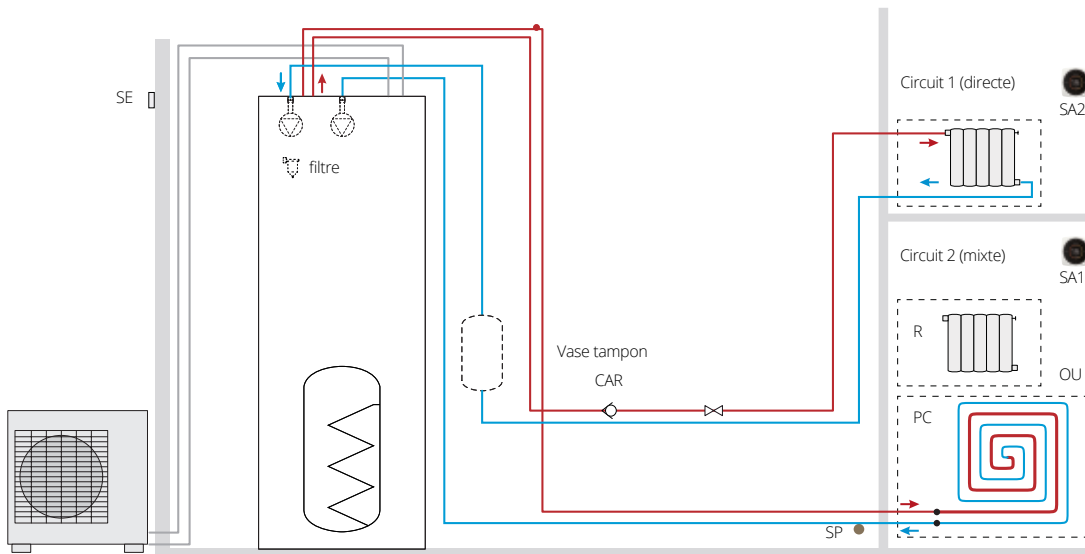 SE
filtre
Vase tampon
CAR
SP
Circuit 1 (directe)
SA2
Circuit 2 (mixte)
SA1
R
OU
PC